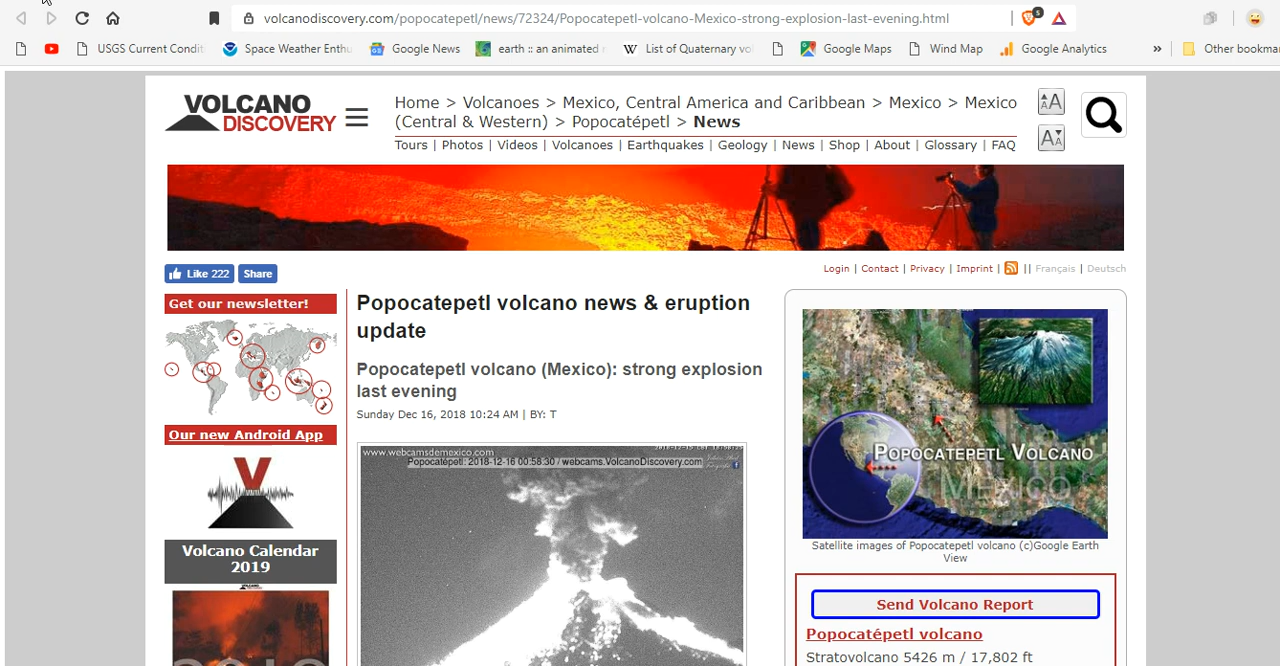 volcanodiscovery.com/popocatepetl/news/72324/Popocatepetl-volcano-Mexico-strong-explosion-last-evening.html
5
USGS Current Condit
Space Weather Enthu
Google News
earth :: an animated
List of Quaternary vo
Google Maps
Wind Map
Google Analytics
»
Other bookmar
VOLCANO
DISCOVERY
Home > Volcanoes > Mexico, Central America and Caribbean > Mexico > Mexico
(Central & Western) > Popocatépetl > News
Tours | Photos | Videos | Volcanoes | Earthquakes | Geology | News | Shop | About | Glossary | FAQ
Login | Contact | Privacy | Imprint | || Français | Deutsch
Like 222 Share
Get our newsletter!
Our new Android App
Volcano Calendar
2019
Popocatepetl volcano news & eruption
update
Popocatepetl volcano (Mexico): strong explosion
last evening
Sunday Dec 16, 2018 10:24 AM | BY: T
www.webcamsdemexico.com
Popocatépetl: 2018-12-16 00:56:30 / webcams.VolcanoDiscovery.com
POPOCATEPETL VOLCANO
MEXICO
Satellite images of Popocatepetl volcano (c)Google Earth
View
Send Volcano Report
Popocatépetl volcano
Stratovolcano 5426 m / 17,802 ft